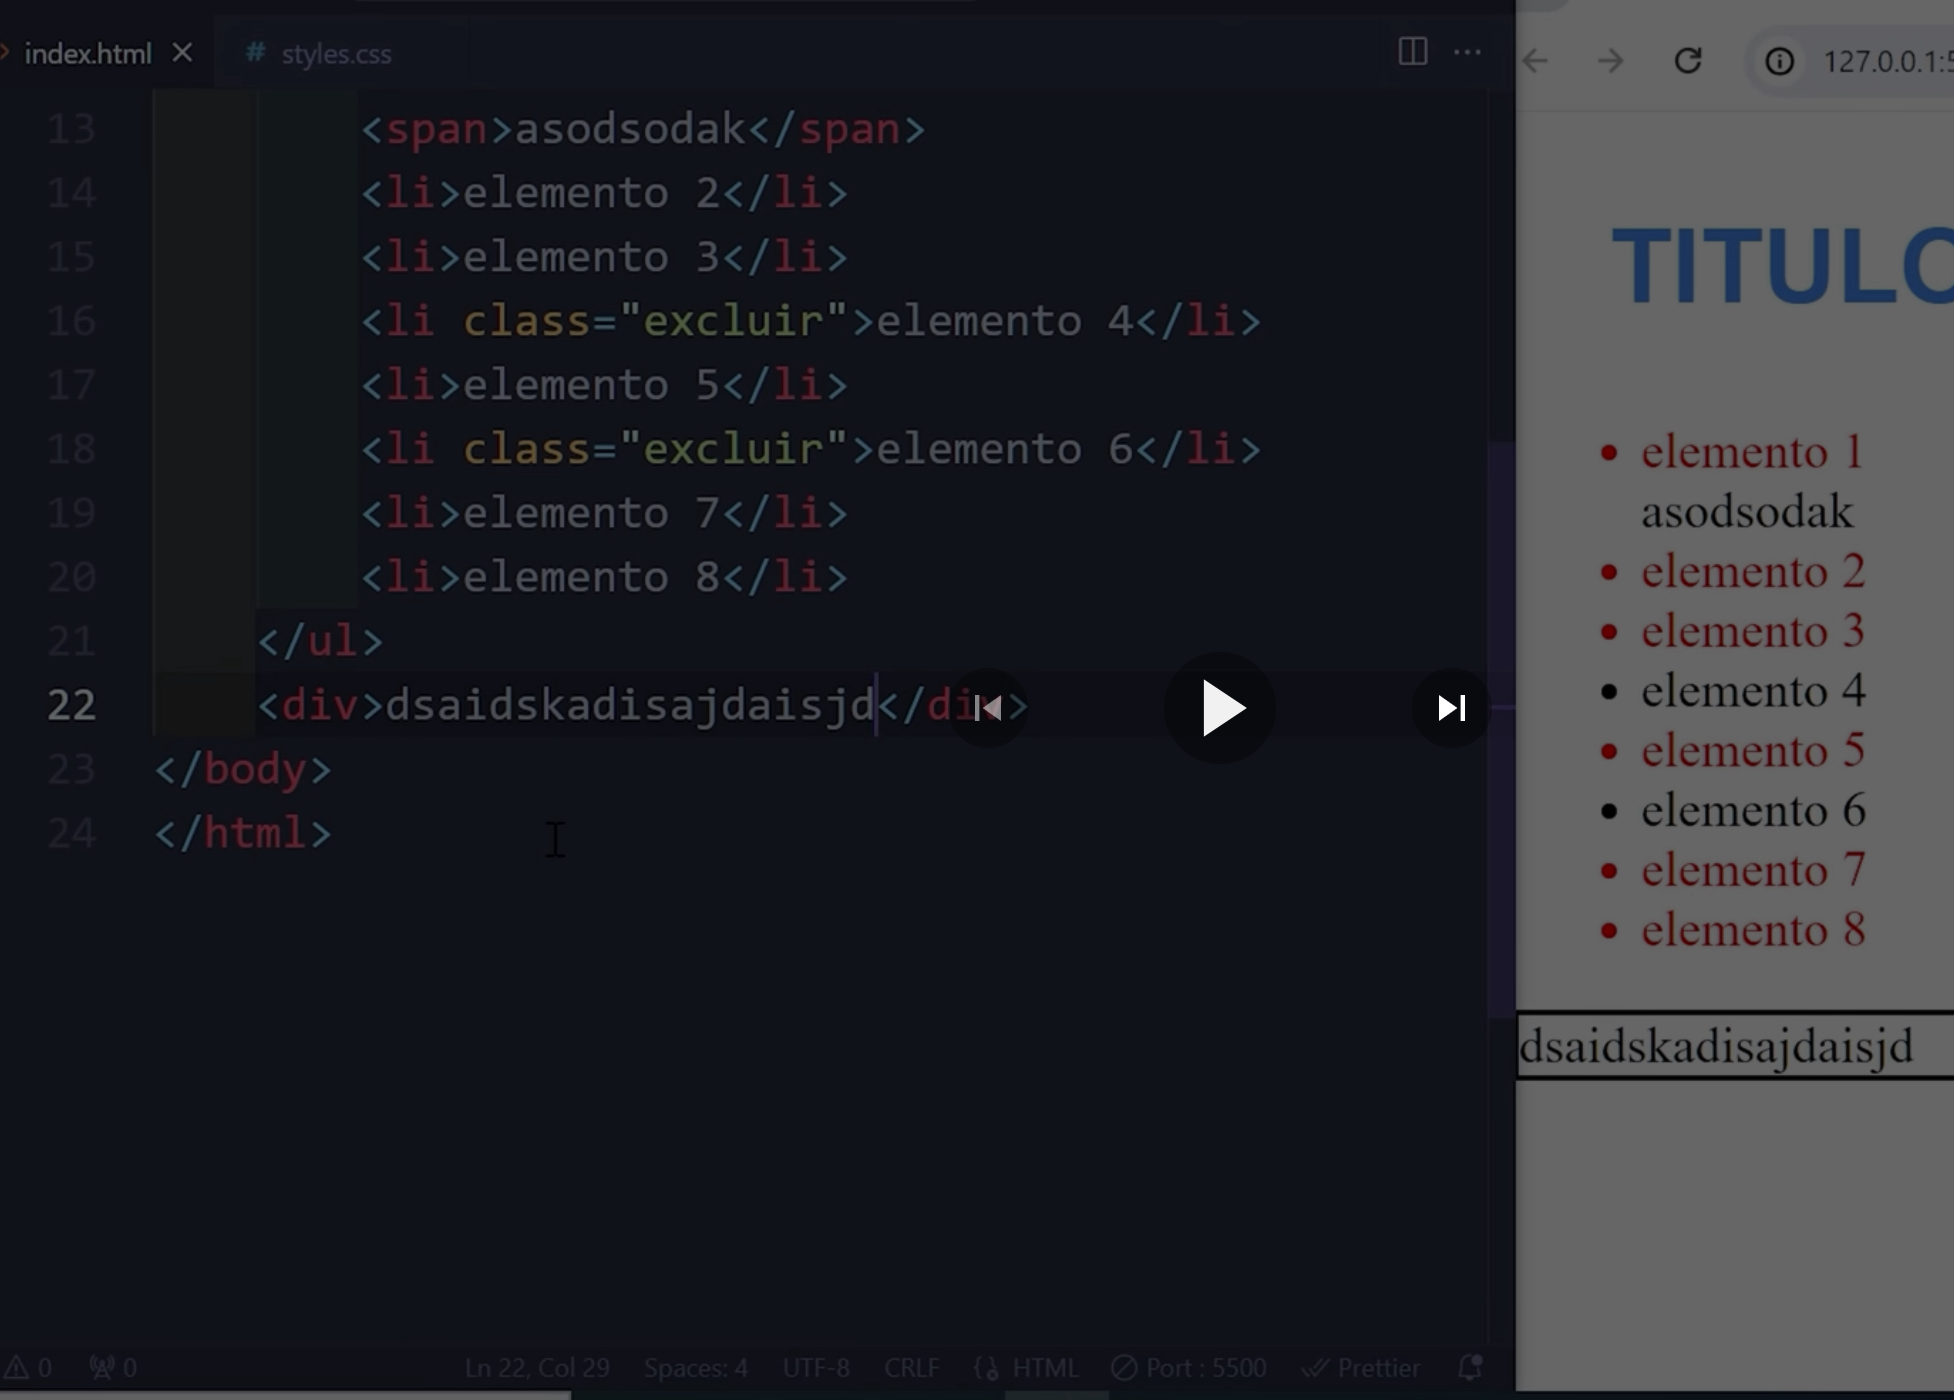 index.html
# styles.css
13 <span>asodsodak</span>
14 <li>elemento 2</li>
15 <li>elemento 3</li>
16 <li class="excluir">elemento 4</li>
17 <li>elemento 5</li>
18 <li class="excluir">elemento 6</li>
19 <li>elemento 7</li>
20 <li>elemento 8</li>
21 </ul>
22 <div>dsaidskadisajdaisjd</div>
23 </body>
24 </html>
0 0 Ln 22, Col 29 Spaces: 4 UTF-8 CRLF HTML Port : 5500 Prettier
127.0.0.1:5
TITULO
• elemento 1
asodsodak
• elemento 2
• elemento 3
• elemento 4
• elemento 5
• elemento 6
• elemento 7
• elemento 8
dsaidskadisajdaisjd